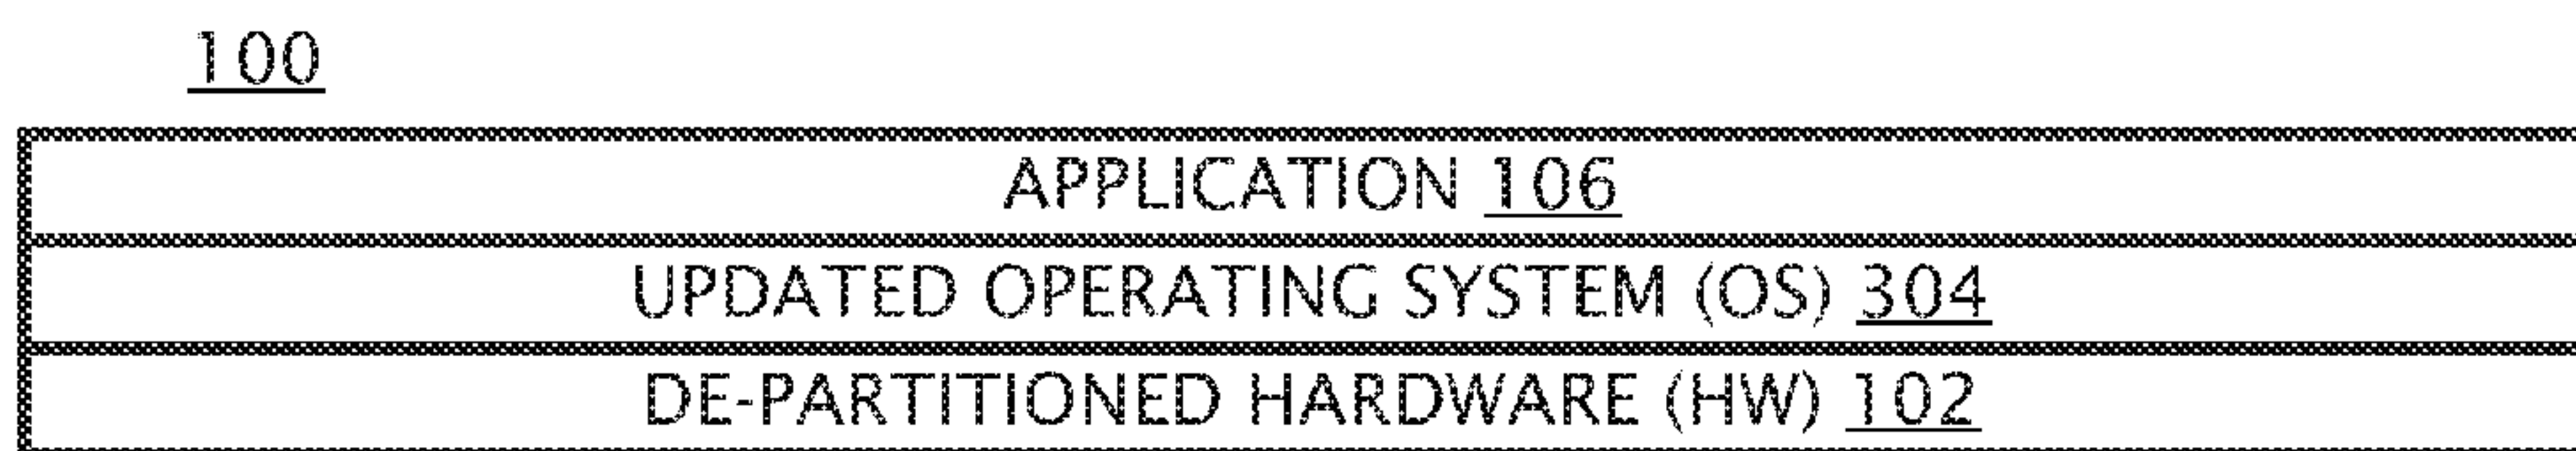 100
APPLICATION 106
UPDATED OPERATING SYSTEM (OS) 304
DE-PARTITIONED HARDWARE (HW) 102